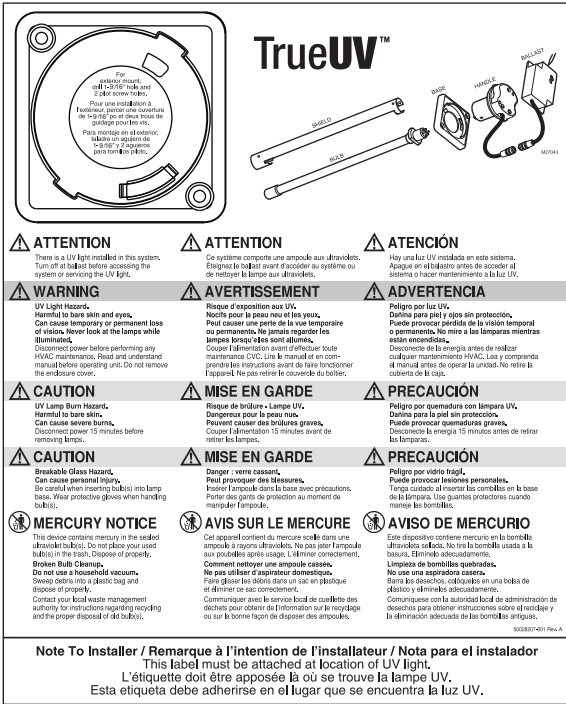 TrueUV™
For
exterior mount,
drill 1-9/16" hole and
2 pilot screw holes.
Pour une installation à
l'extérieur, percer une ouverture
de 1-9/16" po et deux trous de
guidage pour les vis.
Para montaje en el exterior,
taladre un agujero de
1-9/16" y 2 agujeros
para tornillos piloto.
SHIELD
BULB
BASE
HANDLE
BALLAST
M27043
ATTENTION
There is a UV light installed in this system.
Turn off at ballast before accessing the
system or servicing the UV light.
ATTENTION
Ce système comporte une ampoule aux ultraviolets.
Éteignez le ballast avant d'accéder au système ou
de nettoyer la lampe aux ultraviolets.
ATENCIÓN
Hay una luz UV instalada en este sistema.
Apague en el balastro antes de acceder al
sistema o hacer mantenimiento a la luz UV.
WARNING
UV Light Hazard.
Harmful to bare skin and eyes.
Can cause temporary or permanent loss
of vision. Never look at the lamps while
illuminated.
Disconnect power before performing any
HVAC maintenance. Read and understand
manual before operating unit. Do not remove
the enclosure cover.
AVERTISSEMENT
Risque d'exposition aux UV.
Nocifs pour la peau neu et les yeux.
Peut causer une perte de la vue temporaire
ou permanente. Ne jamais regarder les
lampes lorsqu'elles sont allumés.
Couper l'alimentation avant d'effectuer toute
maintenance CVC. Lire le manuel et en com-
prendre les instructions avant de faire fonctionner
l'appareil. Ne pas retirer le couvercle du boîtier.
ADVERTENCIA
Peligro por luz UV.
Dañina para piel y ojos sin protección.
Puede provocar pérdida de la visión temporal
o permanente. No mire a las lámparas mientras
están encendidas.
Desconecte de la energía antes de realizar
cualquier mantenimiento HVAC. Lea y comprenda
el manual antes de operar la unidad. No retire la
cubierta de la caja.
CAUTION
UV Lamp Burn Hazard.
Harmful to bare skin.
Can cause severe burns.
Disconnect power 15 minutes before
removing lamps.
MISE EN GARDE
Risque de brûlure - Lampe UV.
Dangereux pour la peau nue.
Peuvent causer des brûlures graves.
Couper l'alimentation 15 minutes avant de
retirer les lampes.
PRECAUCIÓN
Peligro por quemadura con lámpara UV.
Dañina para la piel sin protección.
Puede provocar quemaduras graves.
Desconecte la energía 15 minutos antes de retirar
las lámparas.
CAUTION
Breakable Glass Hazard.
Can cause personal injury.
Be careful when inserting bulb(s) into lamp
base. Wear protective gloves when handling
bulb(s).
MISE EN GARDE
Danger : verre cassant.
Peut provoquer des blessures.
Insérer l'ampoule dans la base avec précautions.
Porter des gants de protection au moment de
manipuler l'ampoule.
PRECAUCIÓN
Peligro por vidrio frágil.
Puede provocar lesiones personales.
Tenga cuidado al insertar las combillas en la base
de la lámpara. Use guantes protectores cuando
maneje las bombillas.
MERCURY NOTICE
This device contains mercury in the sealed
ultraviolet bulb(s). Do not place your used
bulb(s) in the trash. Dispose of properly.
Broken Bulb Cleanup.
Do not use a household vacuum.
Sweep debris into a plastic bag and
dispose of properly.
Contact your local waste management
authority for instructions regarding recycling
and the proper disposal of old bulb(s).
AVIS SUR LE MERCURE
Cet appareil contient du mercure scellé dans une
ampoule à rayons ultraviolets. Ne pas jeter l'ampoule
aux poubelles après usage. L'éliminer correctement.
Comment nettoyer une ampoule cassée.
Ne pas utiliser d'aspirateur domestique.
Faire glisser les débris dans un sac en plastique
et éliminer ce sac correctement.
Communiquer avec le service local de cueillette des
déchets pour obtenir de l'information sur le recyclage
ou sur la bonne façon de disposer des ampoules.
AVISO DE MERCURIO
Este dispositivo contiene mercurio en la bombilla
ultravioleta sellada. No tire la bombilla usada a la
basura. Elimínelo adecuadamente.
Limpieza de bombillas quebradas.
No use una aspiradora casera.
Barra los desechos, colóquelos en una bolsa de
plástico y elimínelos adecuadamente.
Comuníquese con la autoridad local de administración de
desechos para obtener instrucciones sobre el reciclaje y
la eliminación adecuada de las bombillas antiguas.
50028207-001 Rev. A
Note To Installer / Remarque à l'intention de l'installateur / Nota para el instalador
This label must be attached at location of UV light.
L'étiquette doit être apposée là où se trouve la lampe UV.
Esta etiqueta debe adherirse en el lugar que se encuentra la luz UV.